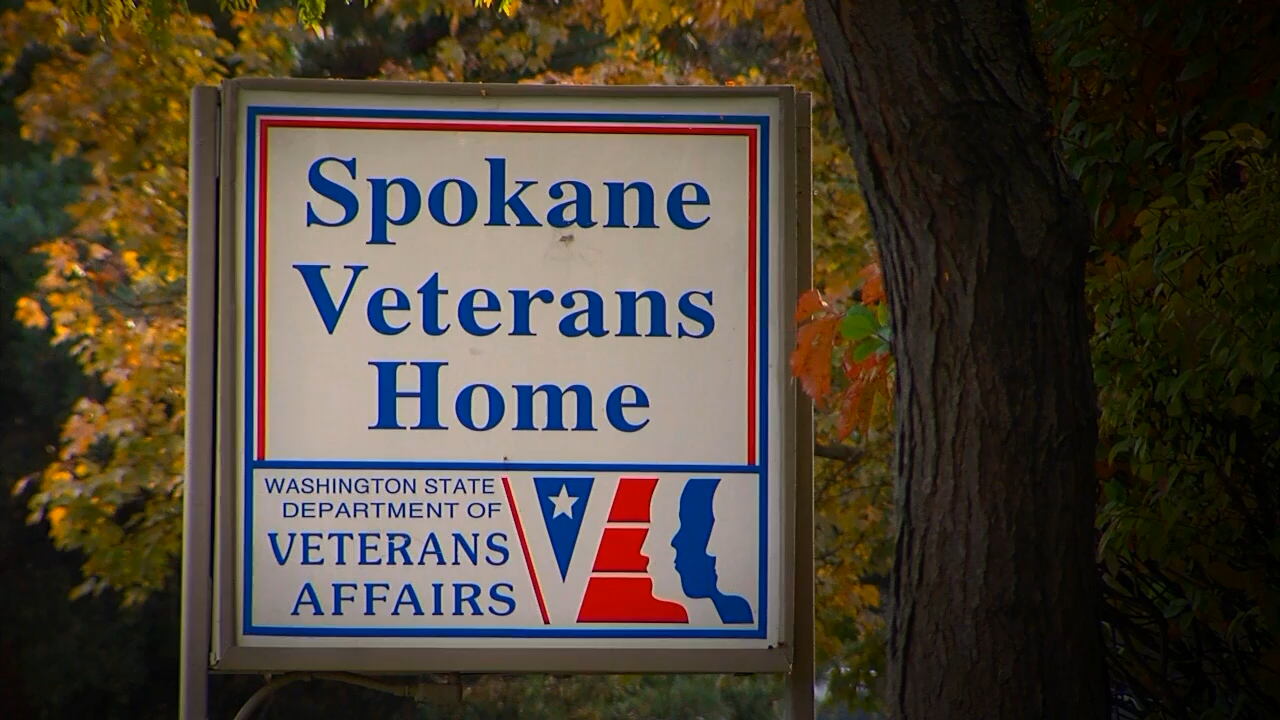 Spokane
Veterans
Home
WASHINGTON STATE
DEPARTMENT OF
VETERANS
AFFAIRS